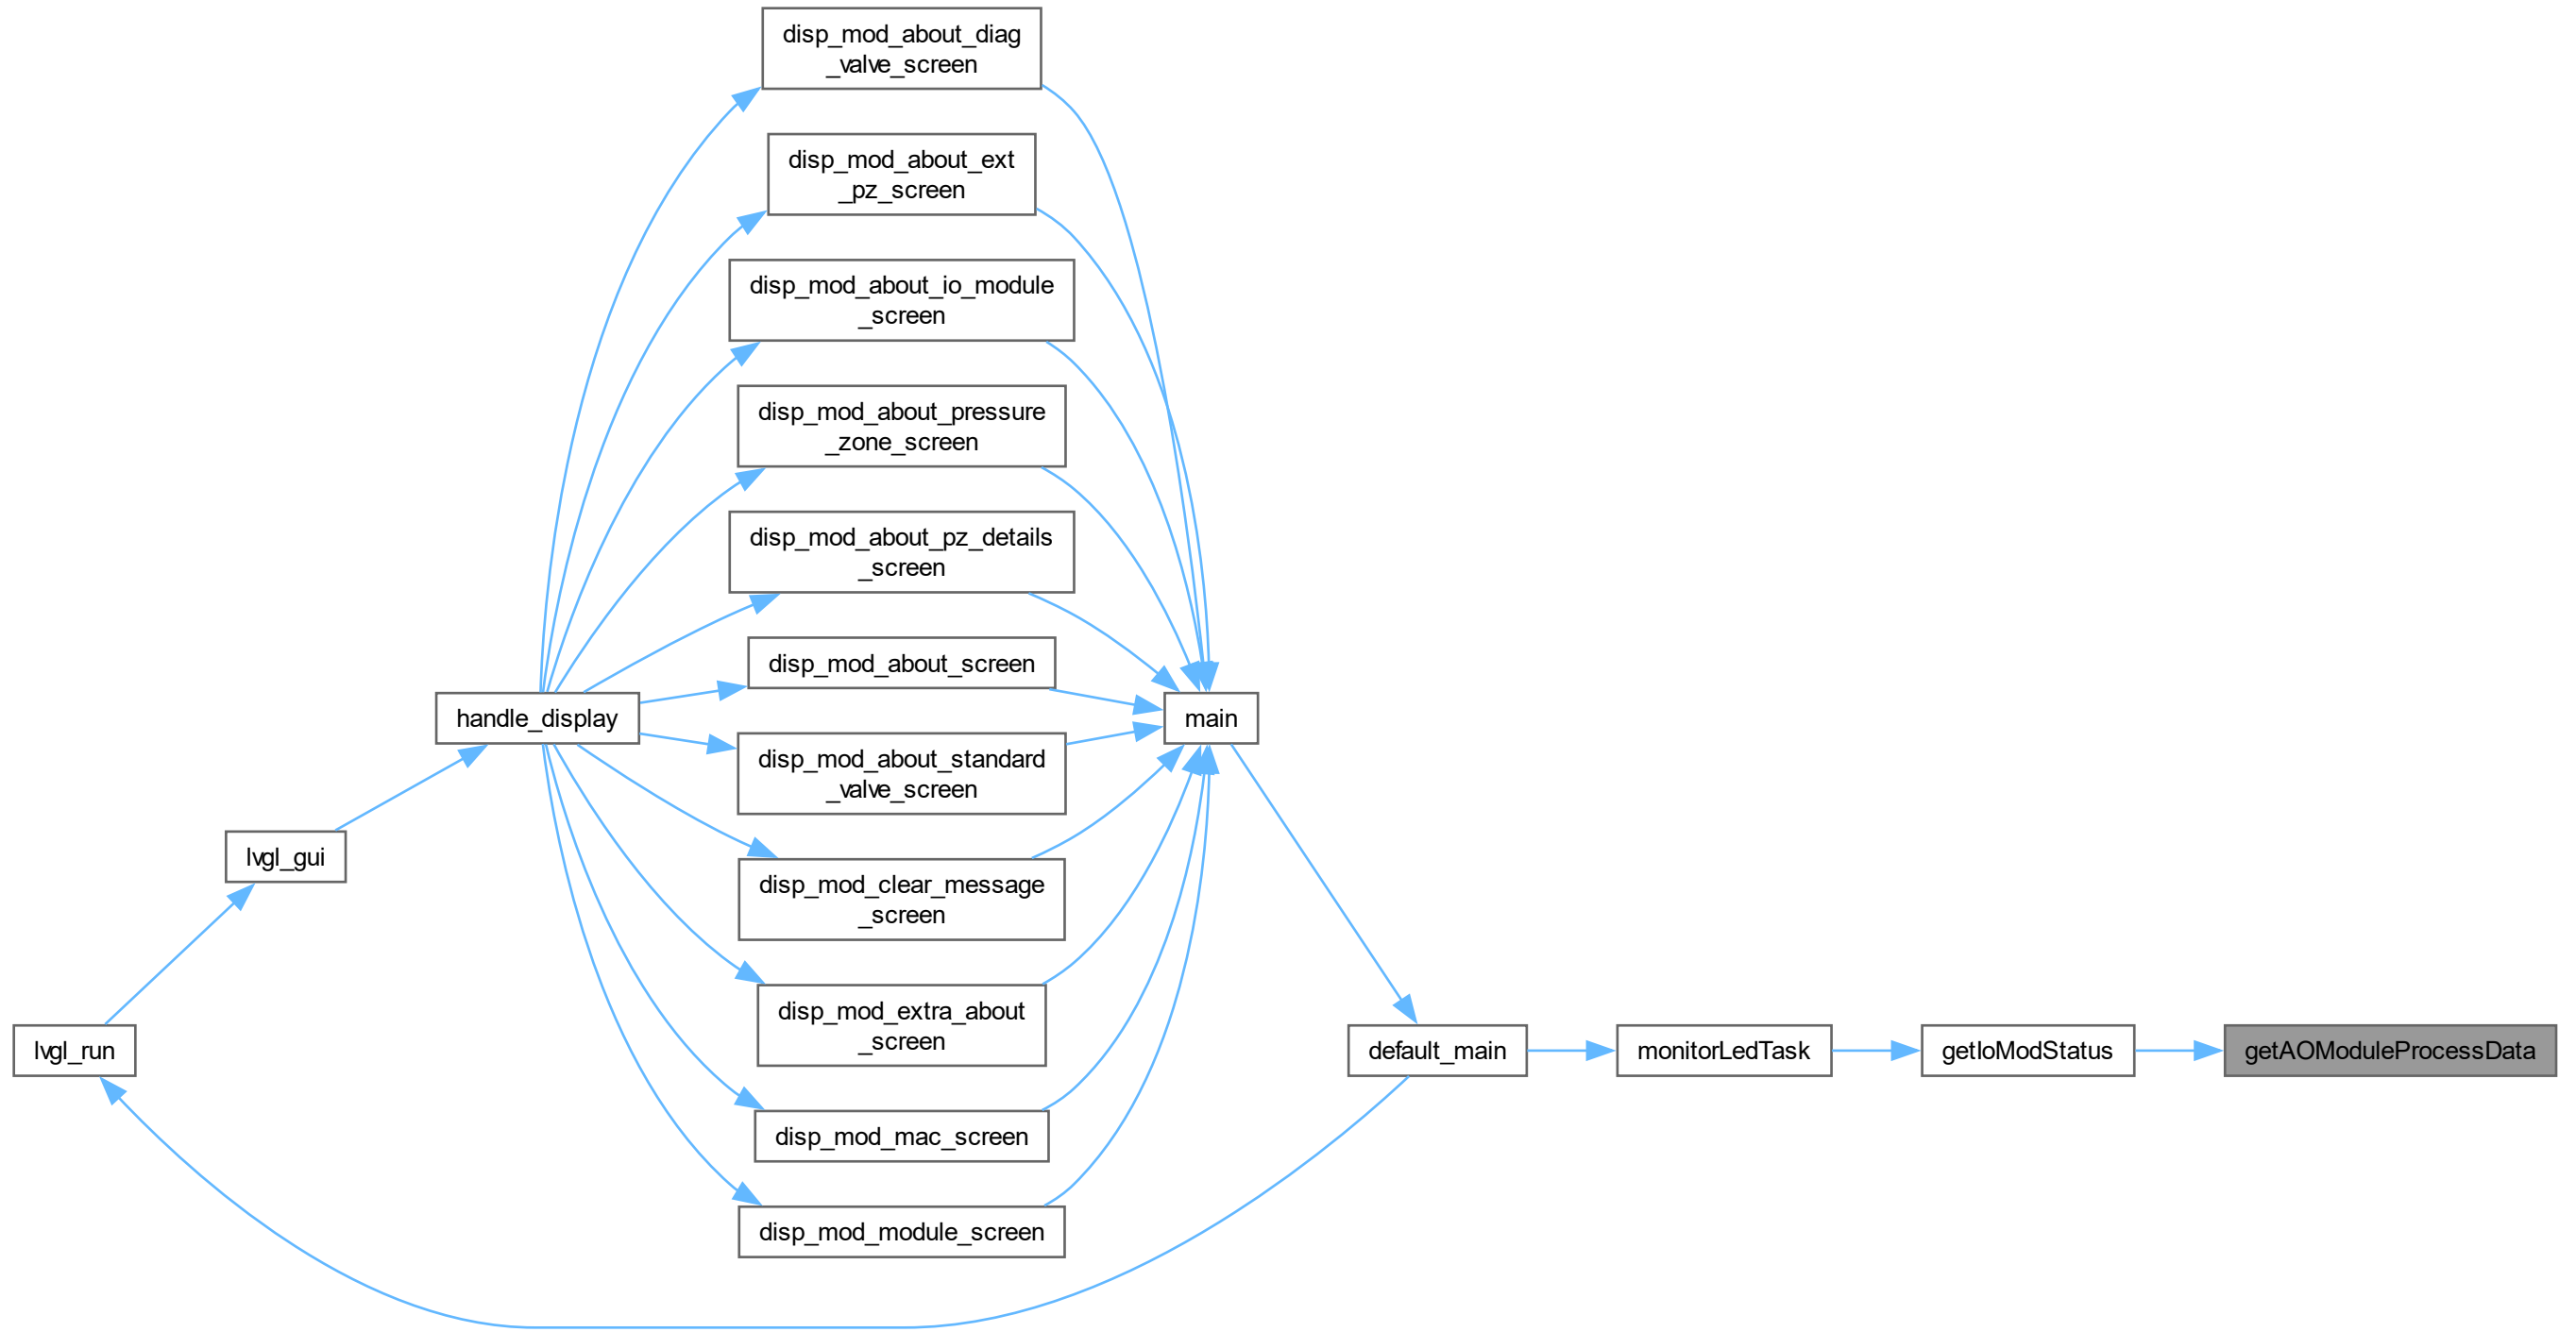 disp_mod_about_diag
_valve_screen
disp_mod_about_ext
_pz_screen
disp_mod_about_io_module
_screen
disp_mod_about_pressure
_zone_screen
disp_mod_about_pz_details
_screen
disp_mod_about_screen
handle_display
main
disp_mod_about_standard
_valve_screen
lvgl_gui
disp_mod_clear_message
_screen
disp_mod_extra_about
_screen
lvgl_run
default_main
monitorLedTask
getIoModStatus
getAOModuleProcessData
disp_mod_mac_screen
disp_mod_module_screen